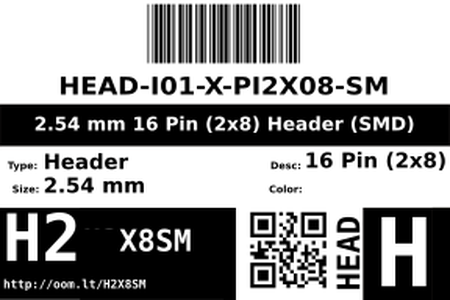 HEAD-I01-X-PI2X08-SM
2.54 mm 16 Pin (2x8) Header (SMD)
Type: Header
Desc: 16 Pin (2x8)
Size: 2.54 mm
Color:
H2
X8SM
HEAD
H
http://oom.lt/H2X8SM